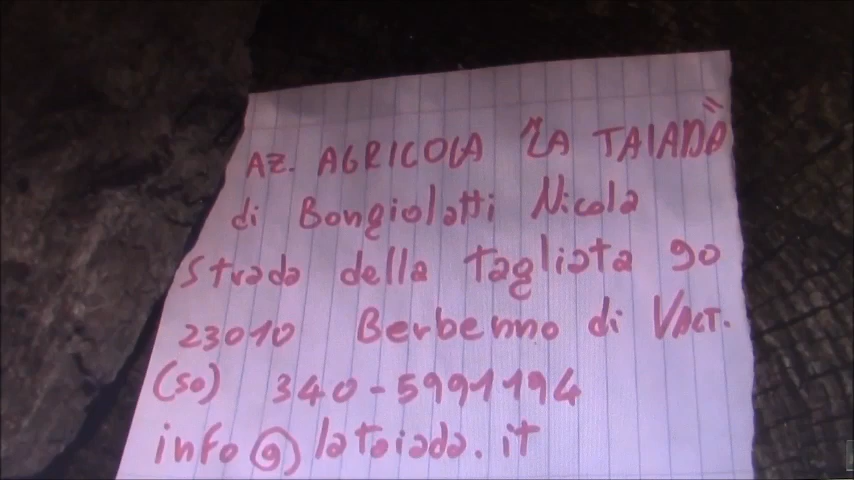 AZ. AGRICOLA "LA TAIADA"
di Bongiolatti Nicola
Strada della Tagliata 90
23010 Berbenno di VALT.
(SO) 340-5991194
info@lataiada.it